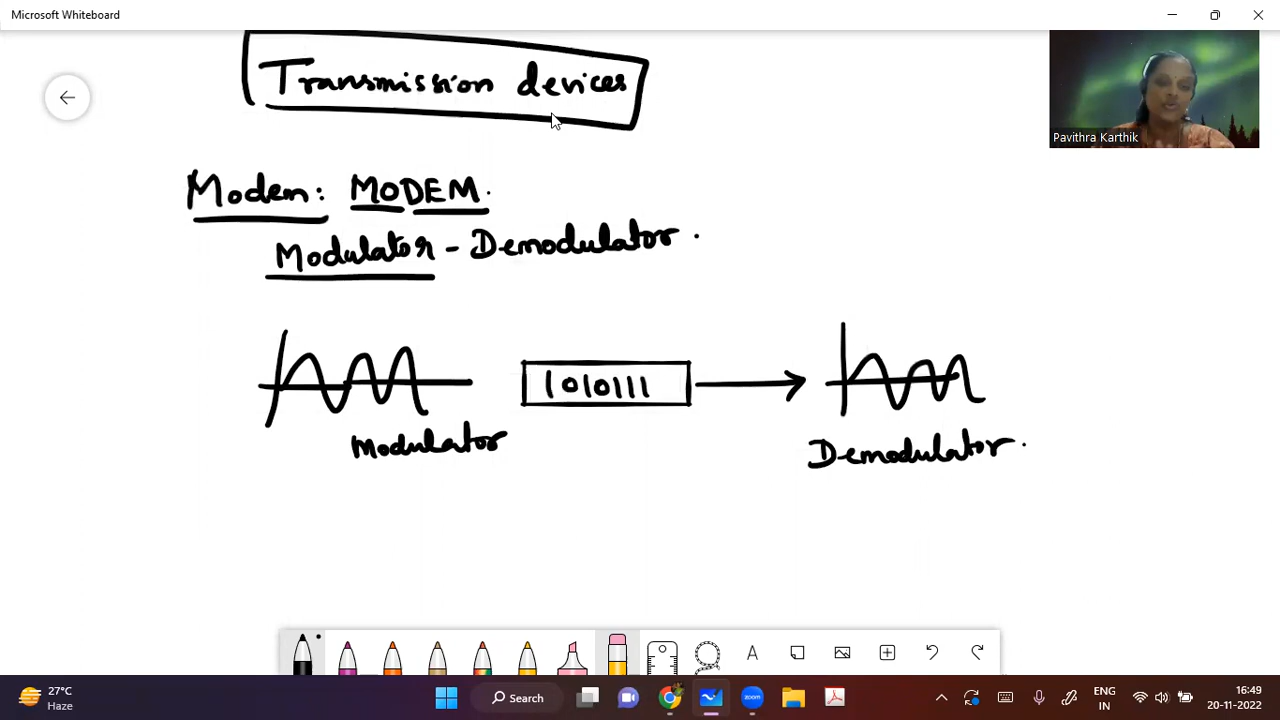 Microsoft Whiteboard
Transmission devices
Pavithra Karthik
Modem: MODEM.
Modulator - Demodulator.
1010111
Modulator
Demodulator.
A
27°C
Haze
Search
zoom
ENG
IN
16:49
20-11-2022